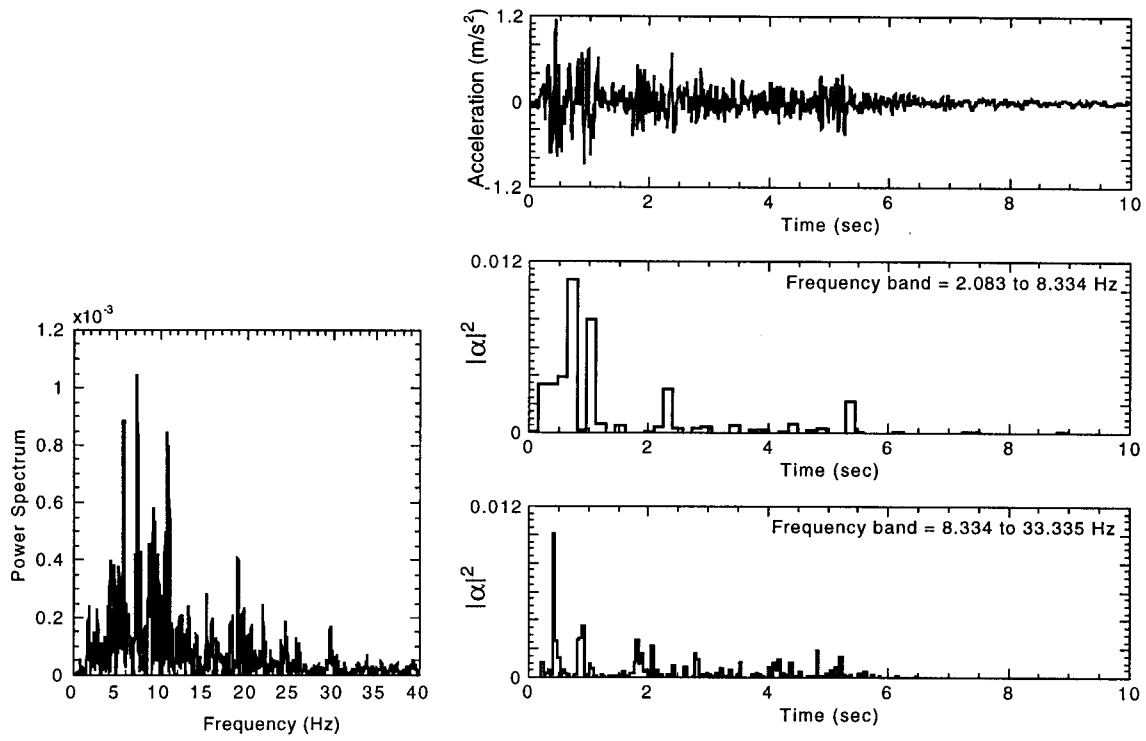 1.2
Acceleration (m/s²)
0
-1.2
0 2 4 6 8 10
Time (sec)
0.012
Frequency band = 2.083 to 8.334 Hz
|α|²
0
0 2 4 6 8 10
Time (sec)
x10⁻³
1.2
1
0.8
0.6
0.4
0.2
0
Power Spectrum
0 5 10 15 20 25 30 35 40
Frequency (Hz)
0.012
Frequency band = 8.334 to 33.335 Hz
|α|²
0
0 2 4 6 8 10
Time (sec)